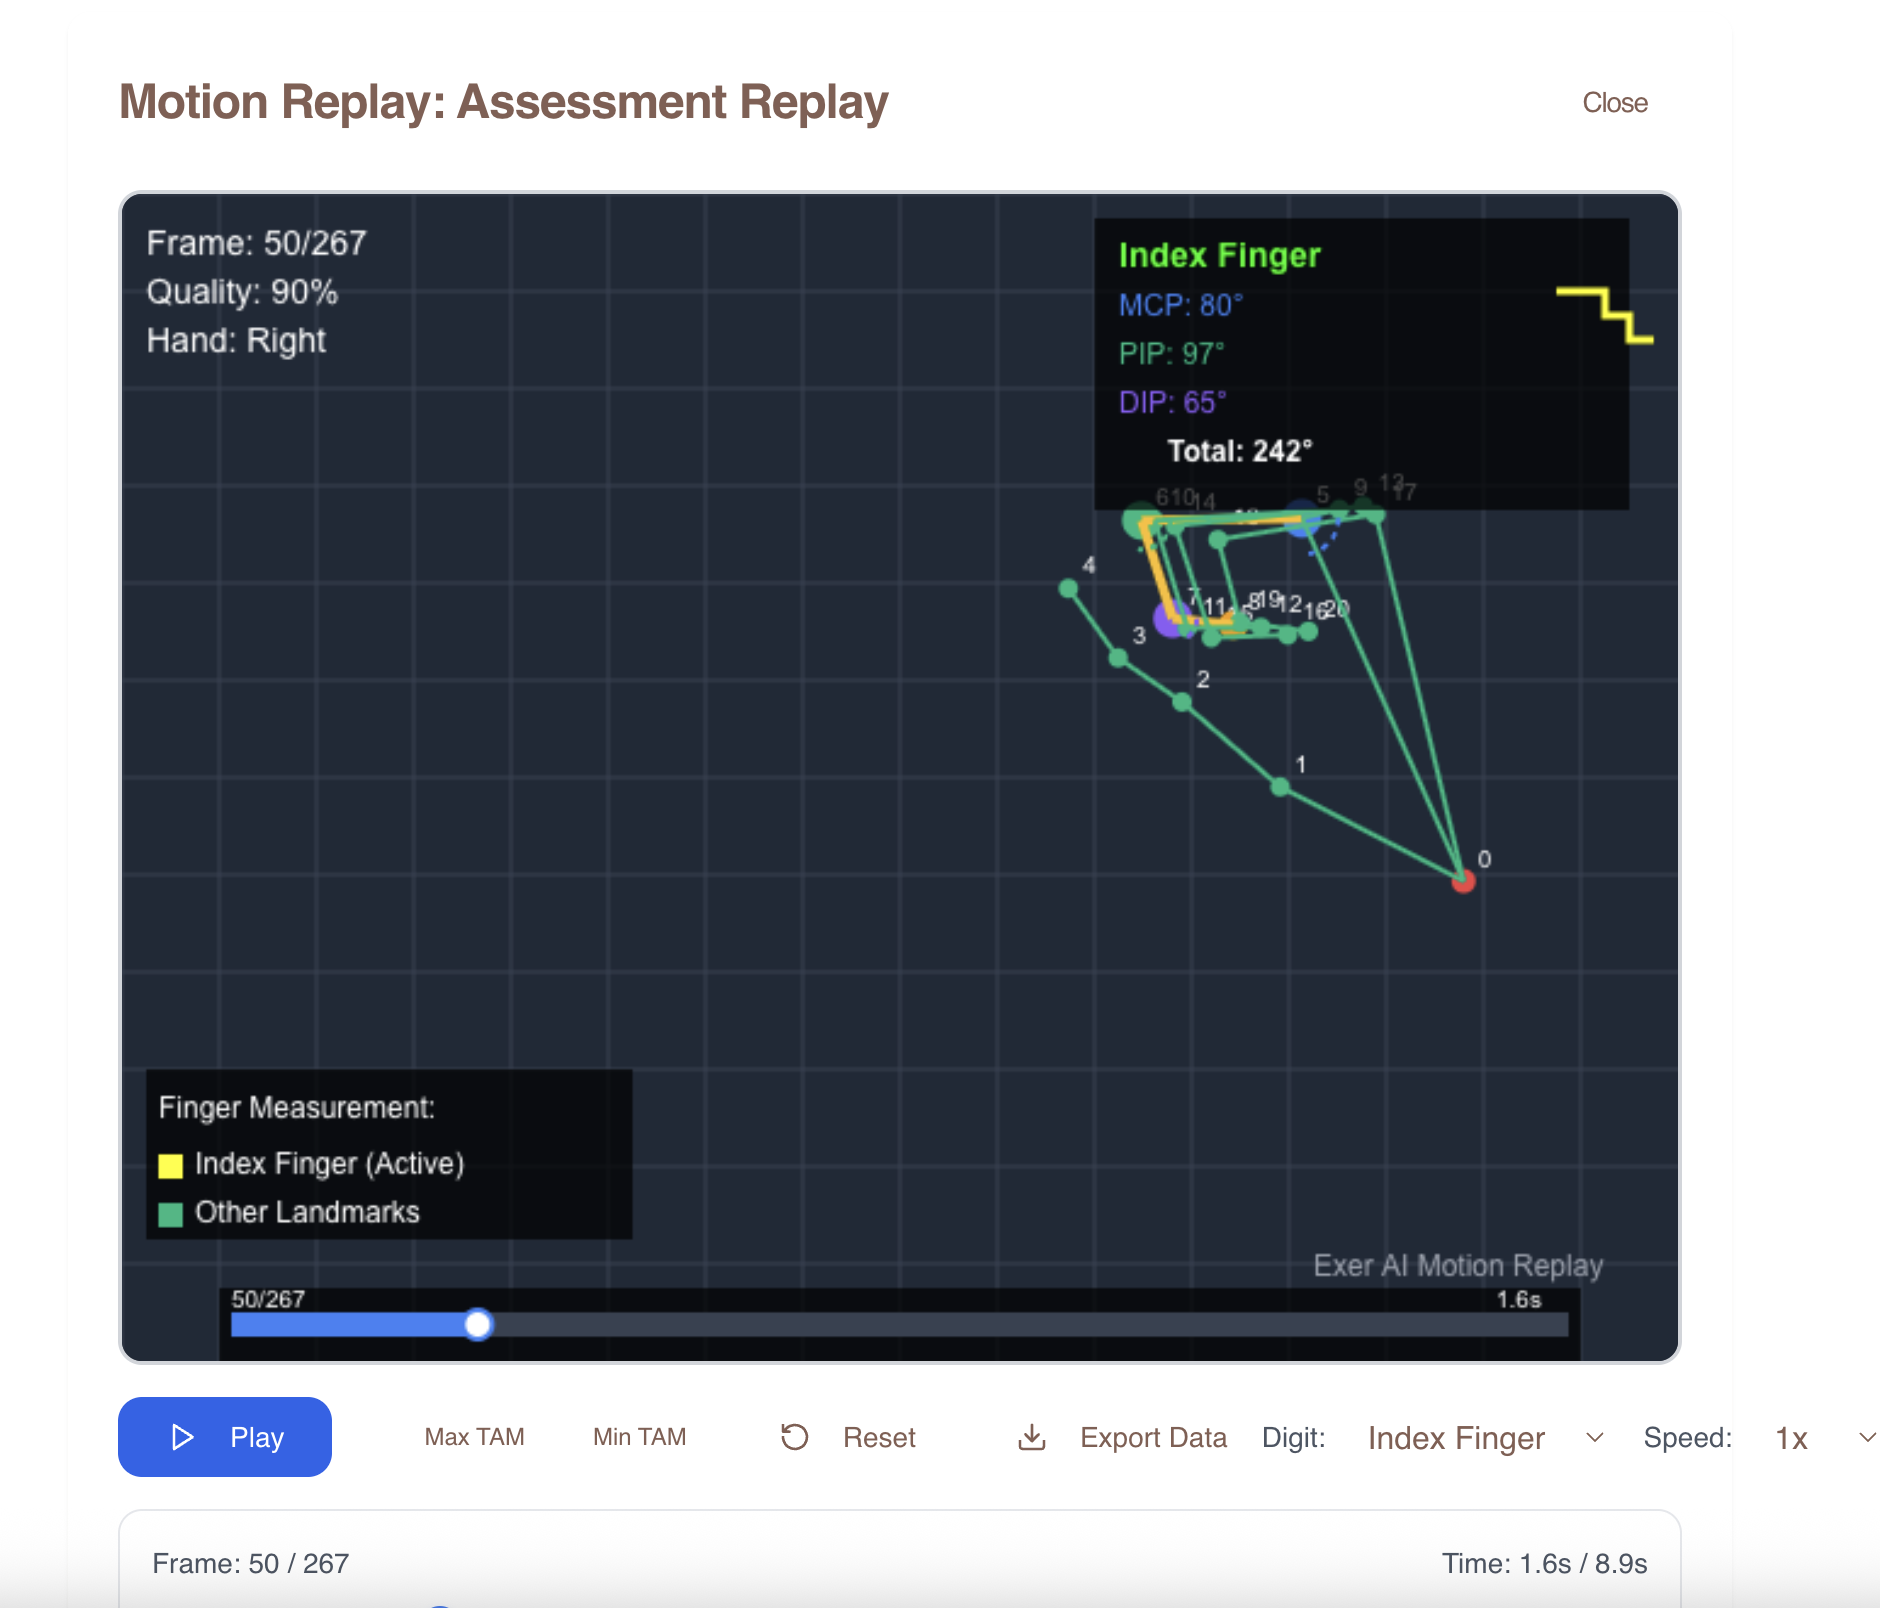 Motion Replay: Assessment Replay
Close
Frame: 50/267
Quality: 90%
Hand: Right
Index Finger
MCP: 80°
PIP: 97°
DIP: 65°
Total: 242°
6 10 14 5 9 13 17
4
7 11 8 19 12 16 20
3
2
1
0
Finger Measurement:
Index Finger (Active)
Other Landmarks
Exer AI Motion Replay
50/267 1.6s
Play Max TAM Min TAM Reset Export Data Digit: Index Finger Speed: 1x
Frame: 50 / 267 Time: 1.6s / 8.9s